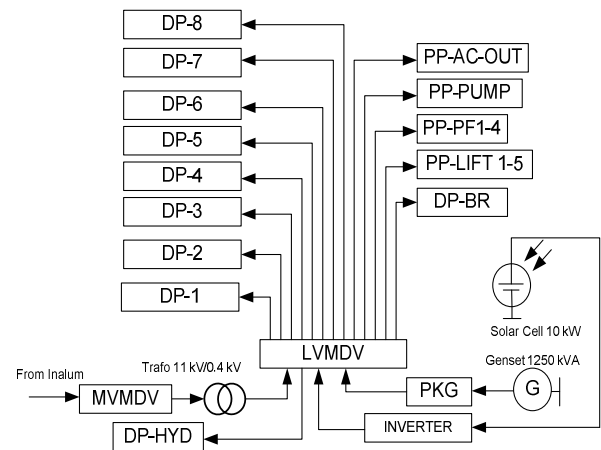 DP-8
DP-7
DP-6
DP-5
DP-4
DP-3
DP-2
DP-1
PP-AC-OUT
PP-PUMP
PP-PF1-4
PP-LIFT 1-5
DP-BR
Solar Cell 10 kW
LVMDV
Trafo 11 kV/0.4 kV
Genset 1250 kVA
From Inalum
MVMDV
PKG
G
INVERTER
DP-HYD